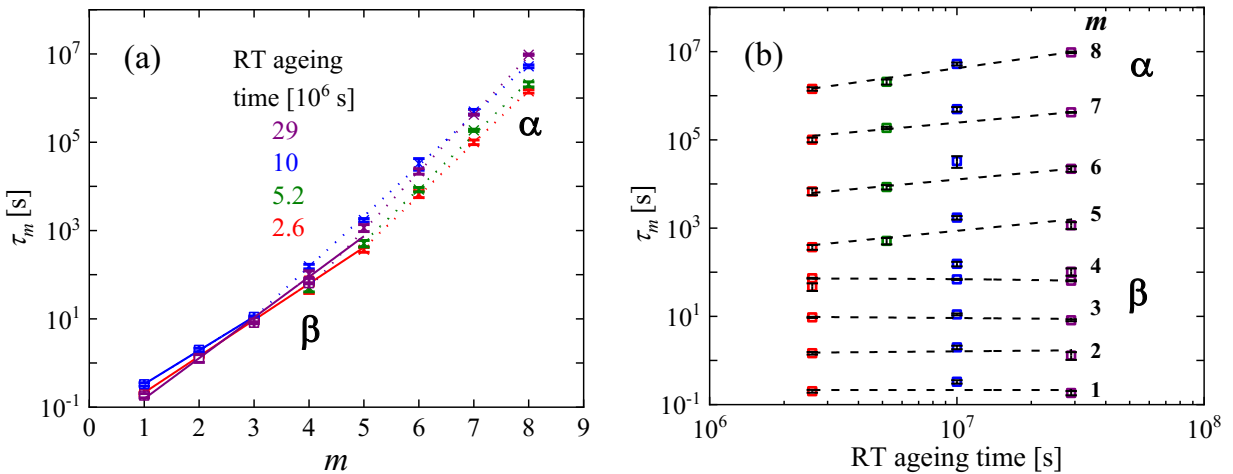 (a)
RT ageing
time [10⁶ s]
29
10
5.2
2.6
α
β
10⁷
10⁵
10³
10¹
10⁻¹
τₘ [s]
0 1 2 3 4 5 6 7 8 9
m
(b)
m
8
7
6
5
4
3
2
1
α
β
10⁷
10⁵
10³
10¹
10⁻¹
τₘ [s]
10⁶ 10⁷ 10⁸
RT ageing time [s]